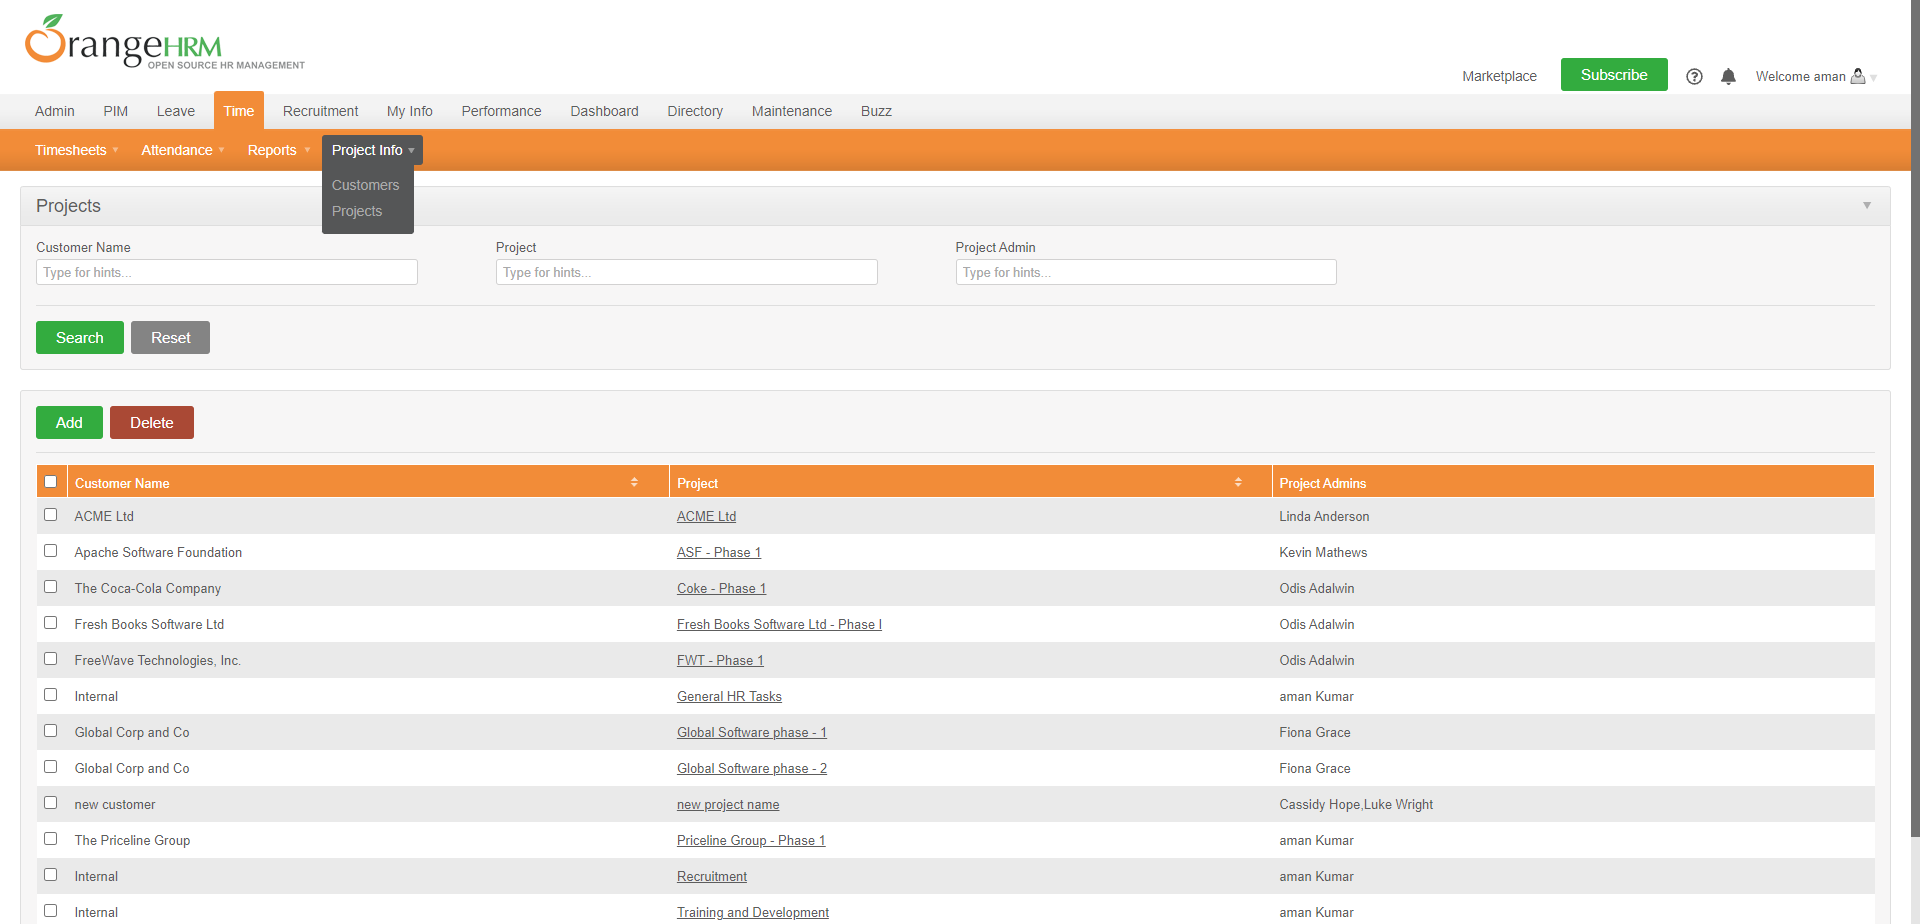 OrangeHRM
OPEN SOURCE HR MANAGEMENT
Marketplace Subscribe Welcome aman
Admin PIM Leave Time Recruitment My Info Performance Dashboard Directory Maintenance Buzz
Timesheets Attendance Reports Project Info
Customers
Projects
Projects
Customer Name Project Project Admin
Type for hints... Type for hints... Type for hints...
Search Reset
Add Delete
Customer Name Project Project Admins
ACME Ltd ACME Ltd Linda Anderson
Apache Software Foundation ASF - Phase 1 Kevin Mathews
The Coca-Cola Company Coke - Phase 1 Odis Adalwin
Fresh Books Software Ltd Fresh Books Software Ltd - Phase I Odis Adalwin
FreeWave Technologies, Inc. FWT - Phase 1 Odis Adalwin
Internal General HR Tasks aman Kumar
Global Corp and Co Global Software phase - 1 Fiona Grace
Global Corp and Co Global Software phase - 2 Fiona Grace
new customer new project name Cassidy Hope,Luke Wright
The Priceline Group Priceline Group - Phase 1 aman Kumar
Internal Recruitment aman Kumar
Internal Training and Development aman Kumar